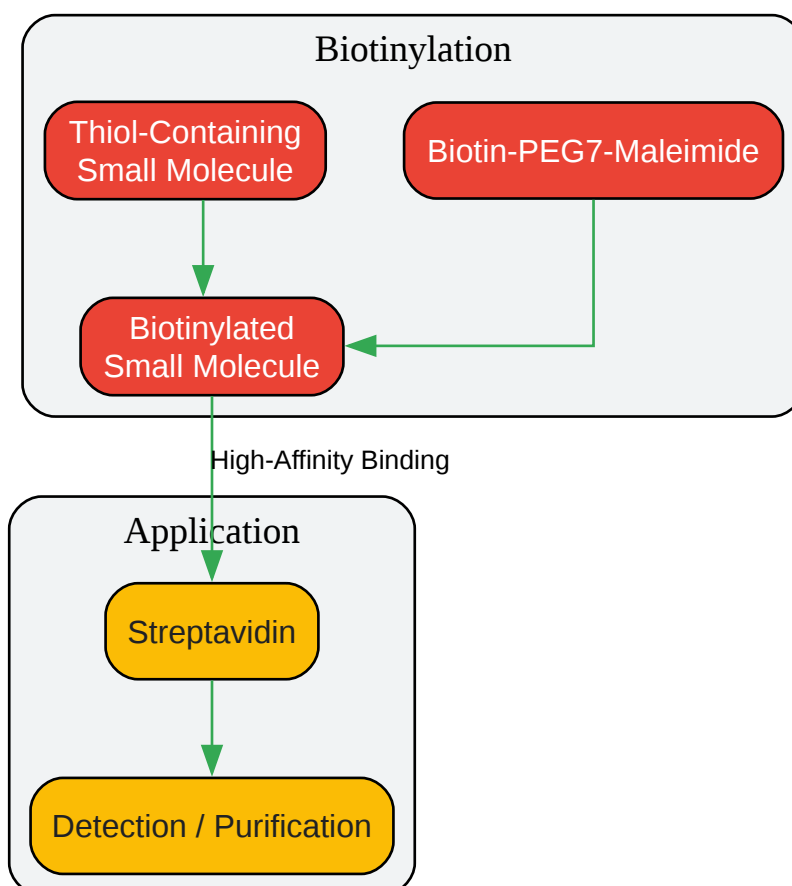 Biotinylation
Thiol-Containing
Small Molecule
Biotin-PEG7-Maleimide
Biotinylated
Small Molecule
High-Affinity Binding
Application
Streptavidin
Detection / Purification